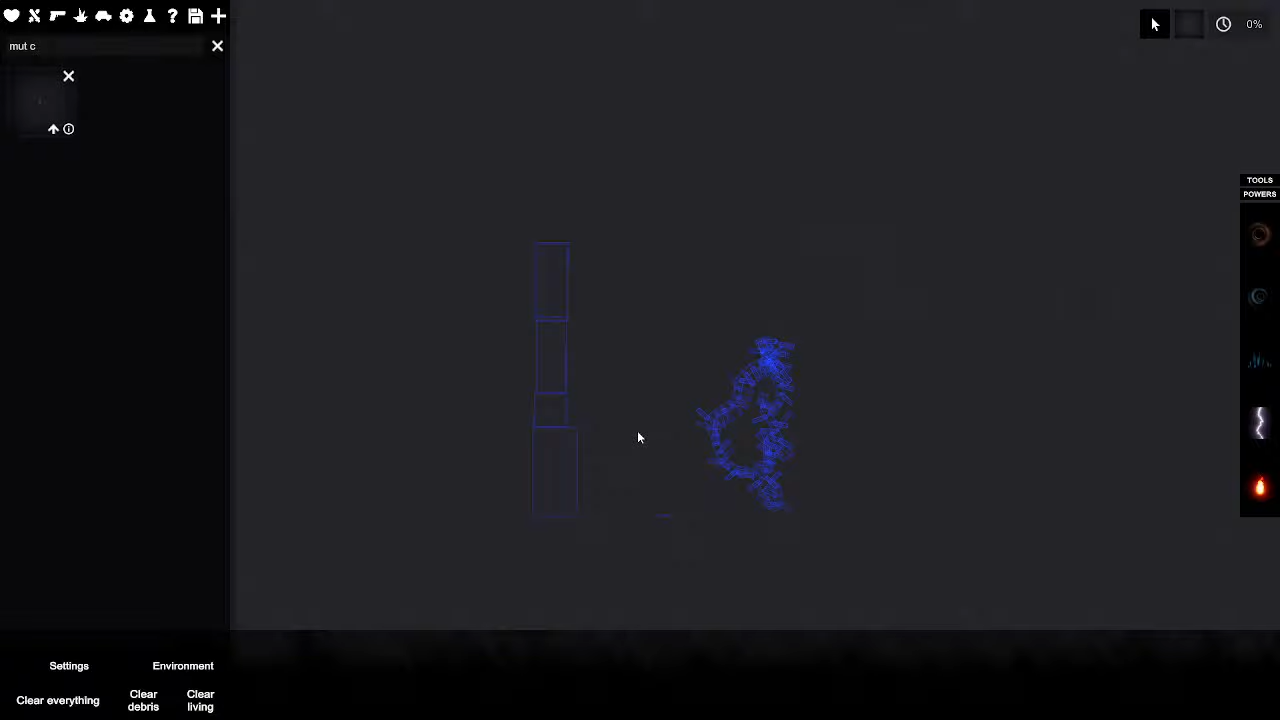 0%
mut c
TOOLS
POWERS
Settings
Environment
Clear everything
Clear
debris
Clear
living